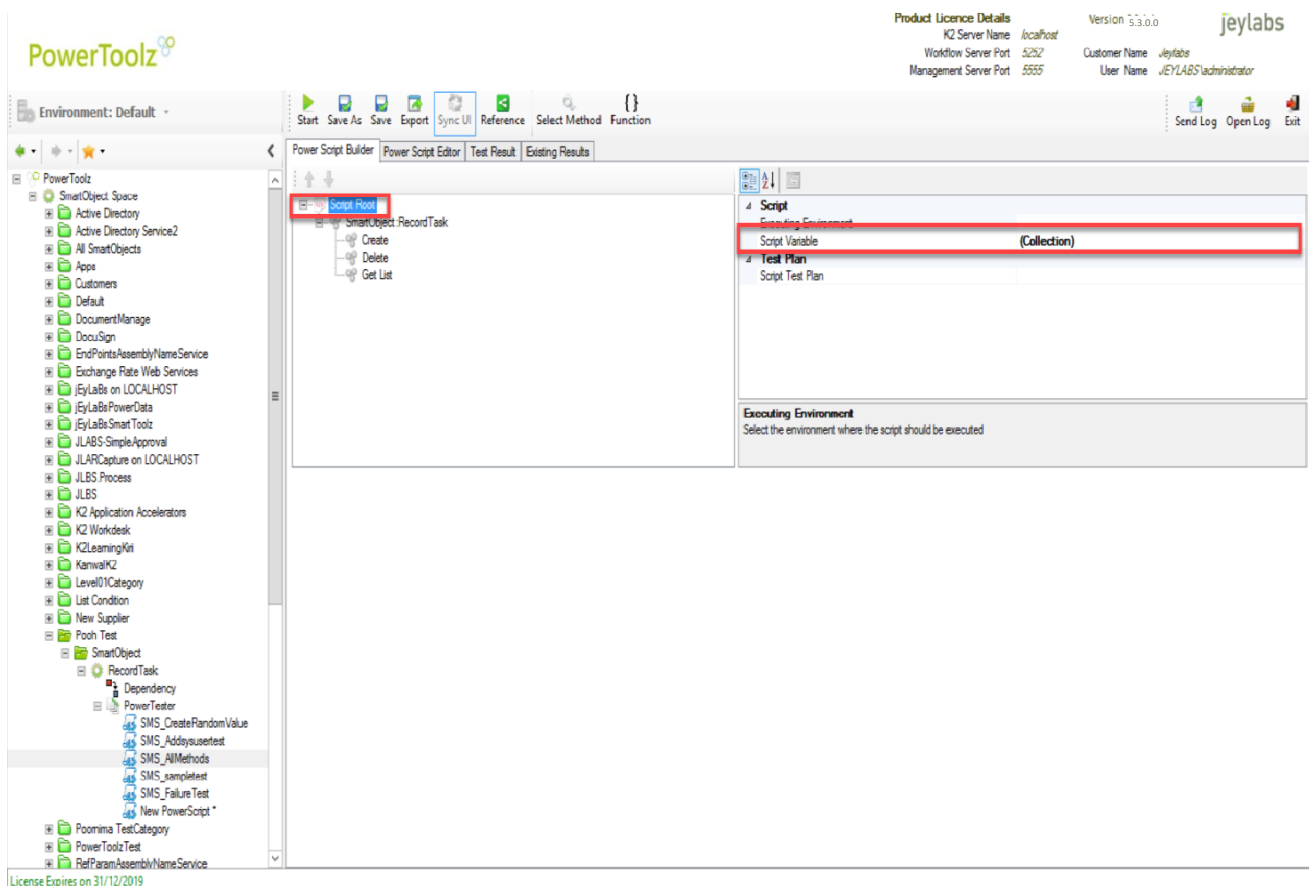 Product Licence Details
Version 5.3.0.0
jeylabs
K2 Server Name localhost
PowerToolz
Workflow Server Port 5252 Customer Name Jeylabs
Management Server Port 5555 User Name JEYLABS\administrator
Environment: Default
Start Save As Save Export Sync UI Reference Select Method Function
{}
Send Log Open Log Exit
Power Script Builder Power Script Editor Test Result Existing Results
PowerToolz
SmartObject Space
Active Directory
Active Directory Service2
All SmartObjects
Apps
Customers
Default
DocumentManage
DocuSign
EndPointsAssemblyNameService
Exchange Rate Web Services
jEyLaBs on LOCALHOST
jEyLaBsPowerData
jEyLaBsSmartToolz
JLABS-SimpleApproval
JLARCapture on LOCALHOST
JLBS.Process
JLBS
K2 Application Accelerators
K2 Workdesk
K2LearningKiri
KanwalK2
Level01Category
List Condition
New Supplier
Pooh Test
SmartObject
RecordTask
Dependency
PowerTester
SMS_CreateRandomValue
SMS_Addsysusertest
SMS_AllMethods
SMS_sampletest
SMS_FailureTest
New PowerScript *
Poornima TestCategory
PowerToolzTest
RefParamAssemblyNameService
Script Root
SmartObject:RecordTask
Create
Delete
Get List
Script
Executing Environment
Script Variable (Collection)
Test Plan
Script Test Plan
Executing Environment
Select the environment where the script should be executed
License Expires on 31/12/2019